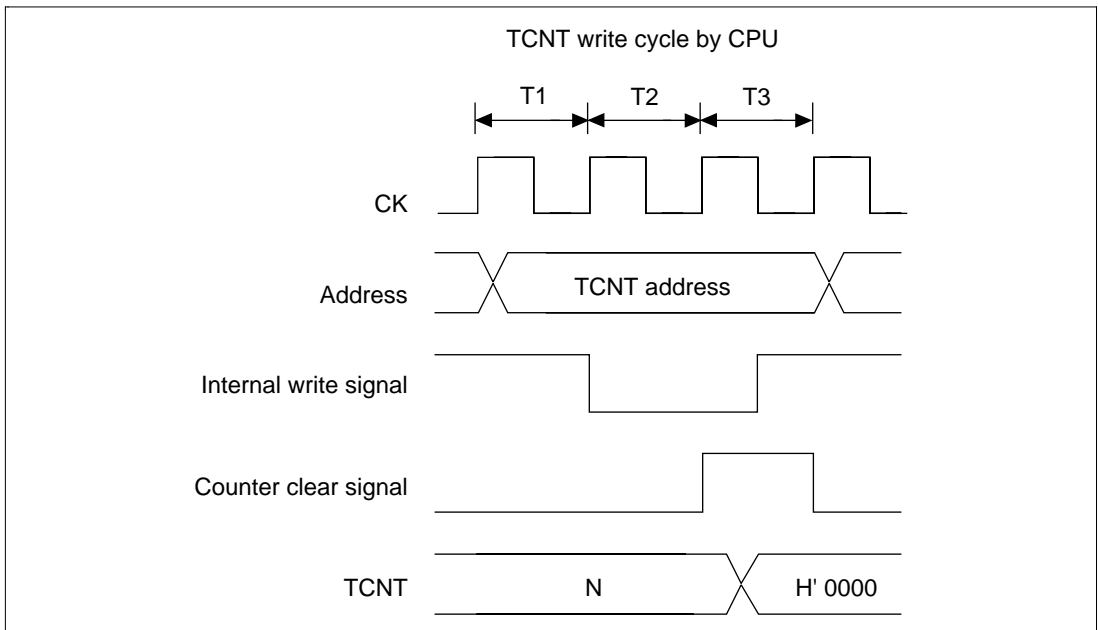 TCNT write cycle by CPU
T1 T2 T3
CK
Address TCNT address
Internal write signal
Counter clear signal
TCNT N H' 0000